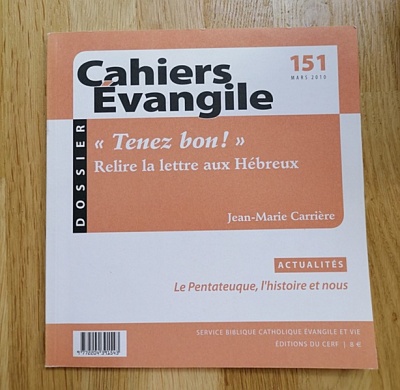 Cahiers
Évangile
151
MARS 2010
DOSSIER
« Tenez bon ! »
Relire la lettre aux Hébreux
Jean-Marie Carrière
ACTUALITÉS
Le Pentateuque, l'histoire et nous
SERVICE BIBLIQUE CATHOLIQUE ÉVANGILE ET VIE
ÉDITIONS DU CERF | 8 €